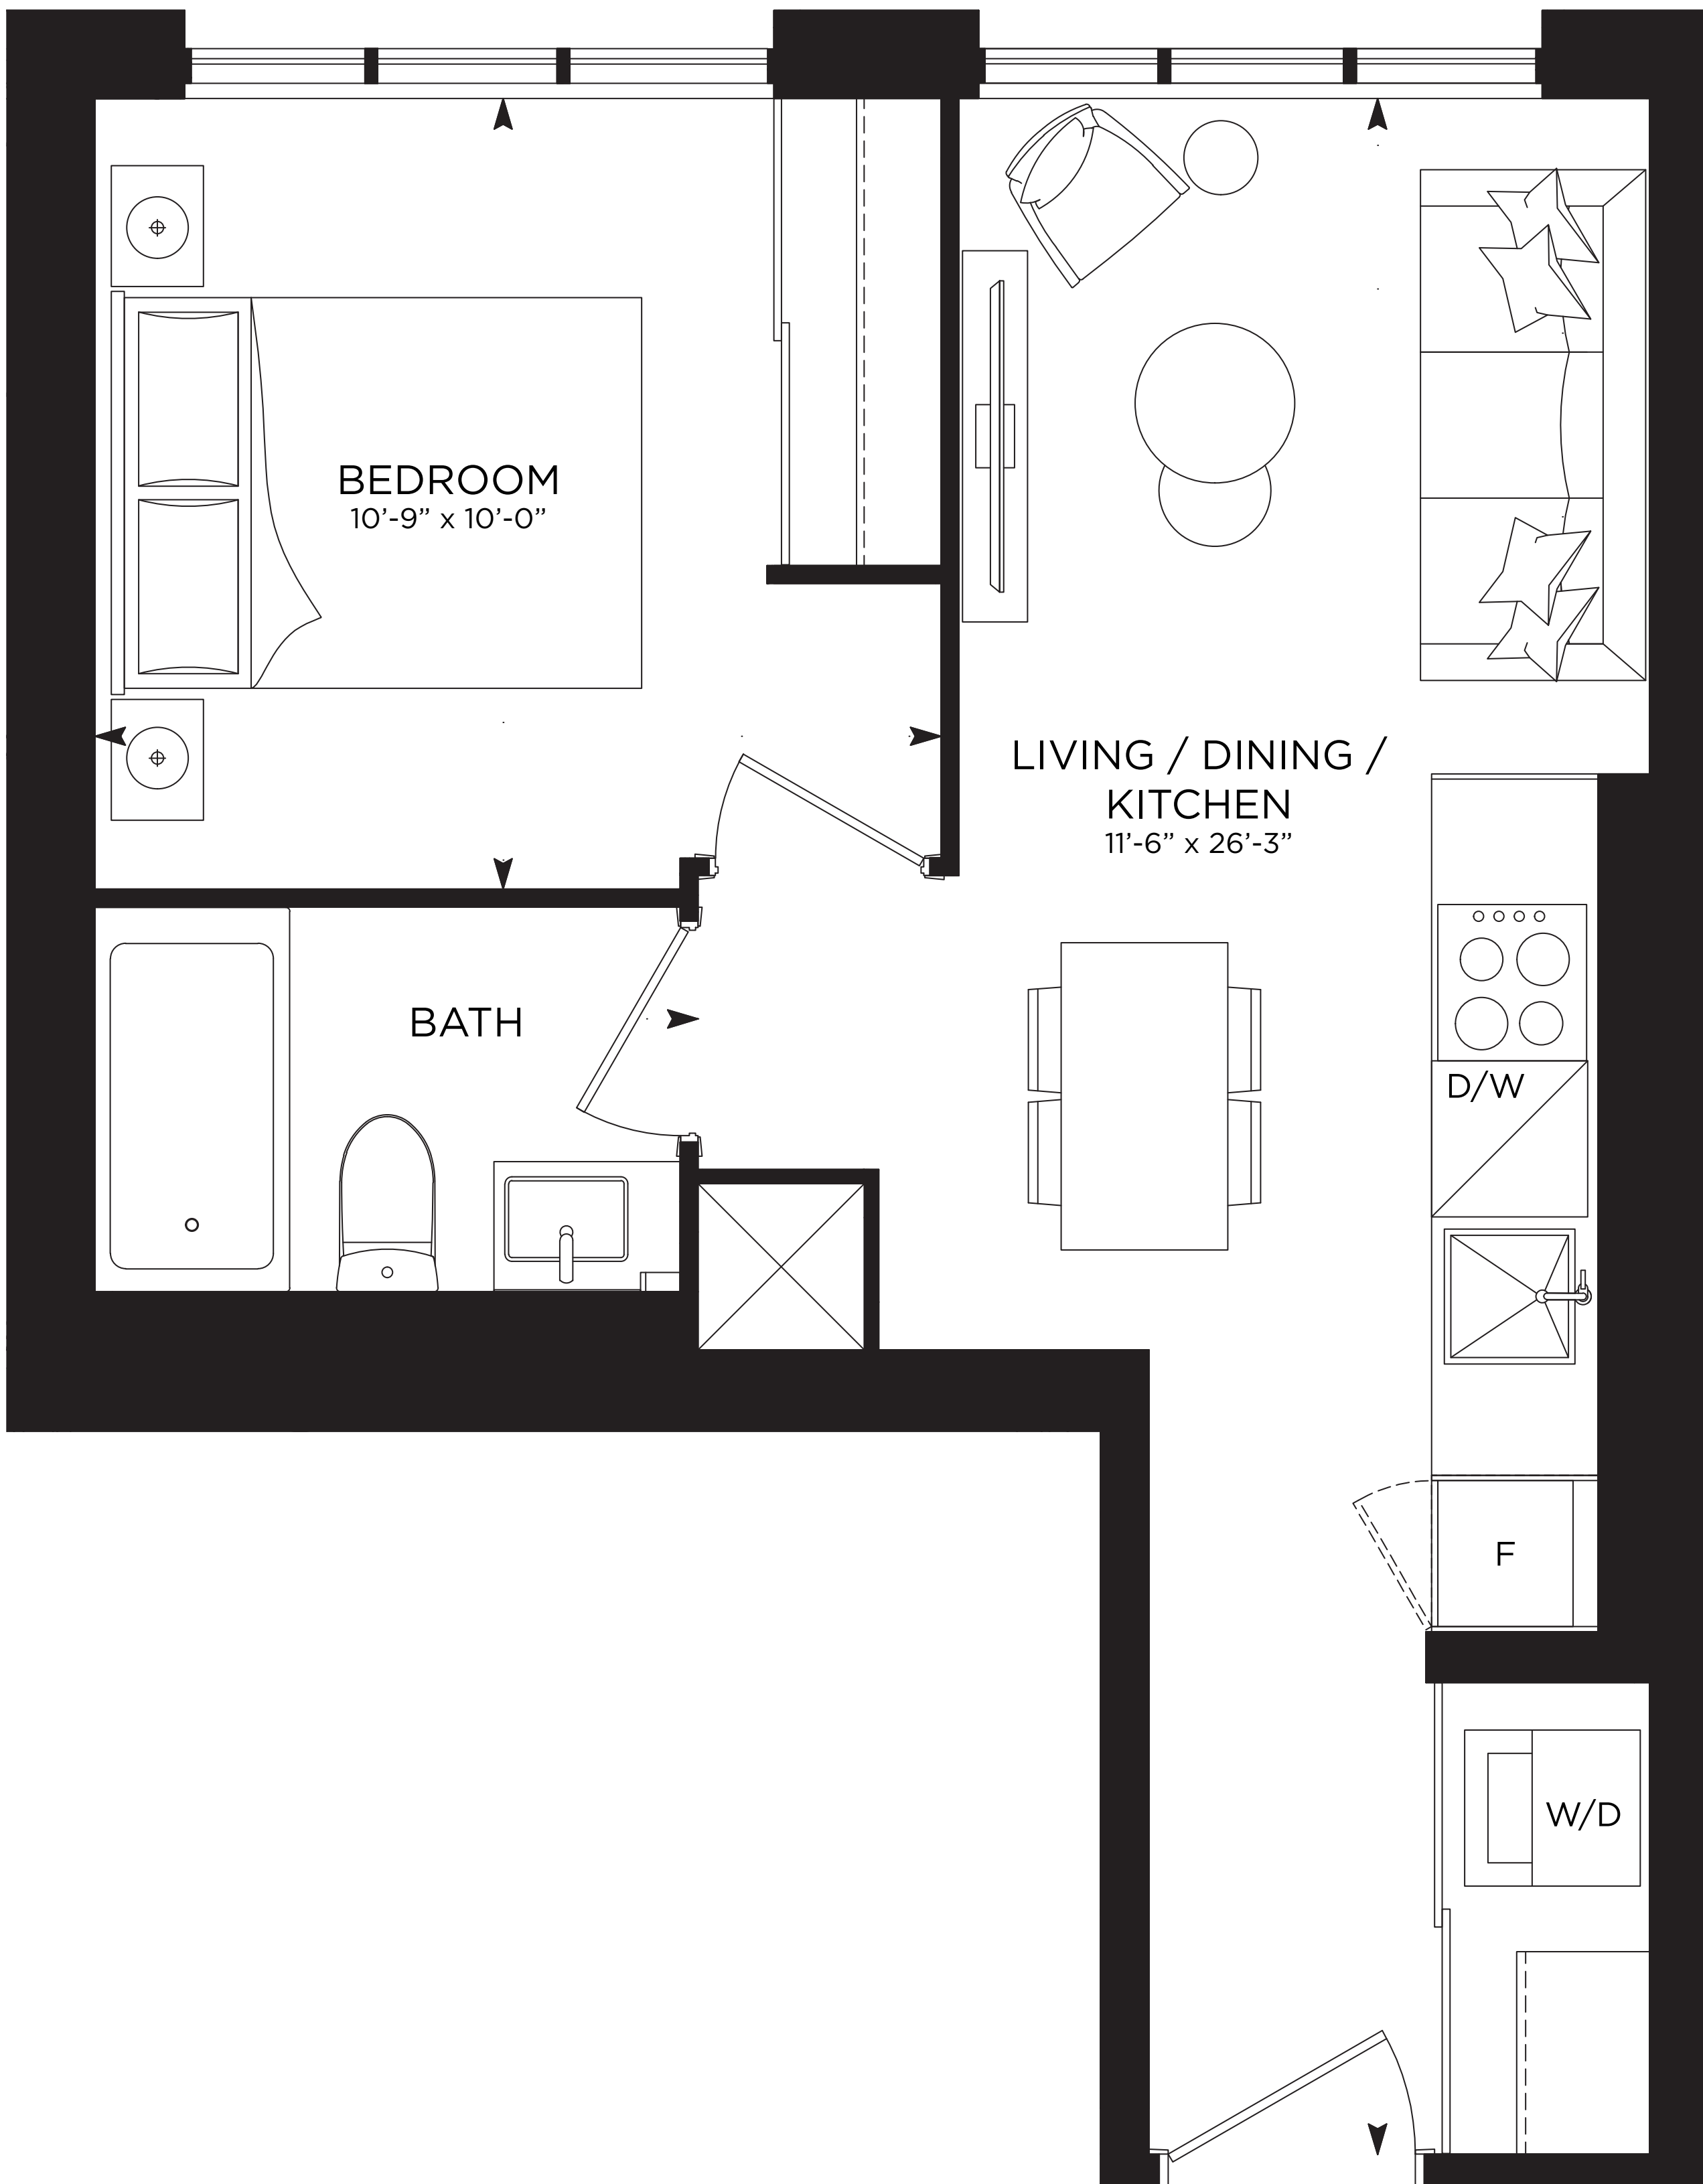 BEDROOM
10’-9” x 10’-0”
LIVING / DINING /
KITCHEN
11’-6” x 26’-3”
BATH
D/W
F
W/D